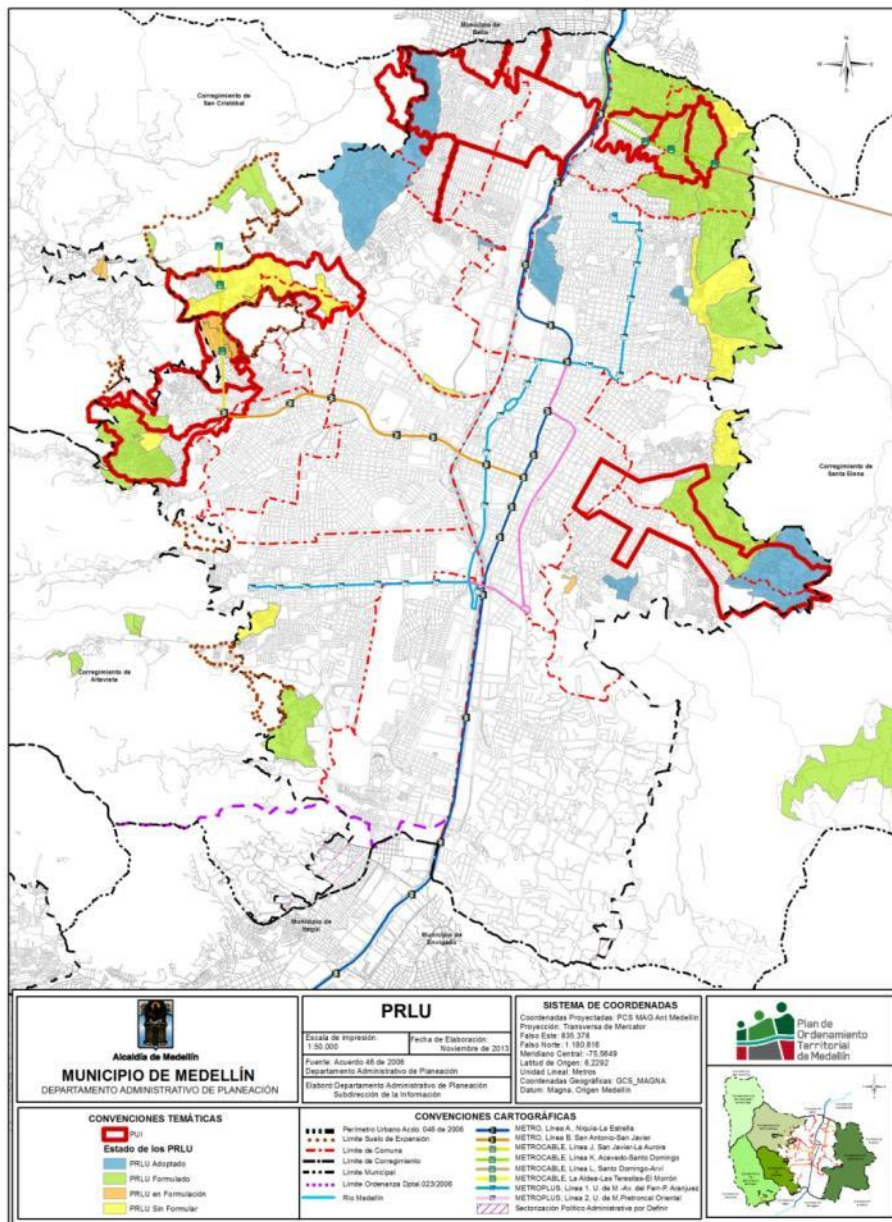 Municipio de
Bello
Corregimiento de
San Cristóbal
N
W
E
S
Corregimiento de
Santa Elena
Corregimiento de
Altavista
Municipio de
Itagüí
Municipio de
Envigado
Alcaldía de Medellín
MUNICIPIO DE MEDELLÍN
DEPARTAMENTO ADMINISTRATIVO DE PLANEACIÓN
PRLU
Escala de impresión:
1:50.000
Fecha de Elaboración:
Noviembre de 2013
Fuente: Acuerdo 46 de 2006
Departamento Administrativo de Planeación
Elaboró: Departamento Administrativo de Planeación
Subdirección de la Información
SISTEMA DE COORDENADAS
Coordenadas Proyectadas: PCS MAG Ant Medellín
Proyección: Transversa de Mercator
Falso Este: 835.378
Falso Norte: 1.180.816
Meridiano Central: -75,5649
Latitud de Origen: 6,2292
Unidad Lineal: Metros
Coordenadas Geográficas: GCS_MAGNA
Datum: Magna, Origen Medellín
Plan de
Ordenamiento
Territorial
de Medellín
CONVENCIONES TEMÁTICAS
PUI
Estado de los PRLU
PRLU Adoptado
PRLU Formulado
PRLU en Formulación
PRLU Sin Formular
CONVENCIONES CARTOGRÁFICAS
Perímetro Urbano Acdo. 046 de 2006
Límite Suelo de Expansión
Límite de Comuna
Límite de Corregimiento
Límite Municipal
Límite Ordenanza Dptal.023/2006
Río Medellín
METRO, Línea A, Niquía-La Estrella
METRO, Línea B, San Antonio-San Javier
METROCABLE, Línea J, San Javier-La Aurora
METROCABLE, Línea K, Acevedo-Santo Domingo
METROCABLE, Línea L, Santo Domingo-Arví
METROCABLE, La Aldea-Las Teresitas-El Morrón
METROPLUS, Línea 1, U. de M.-Av. del Ferr-P. Aranjuez
METROPLUS, Línea 2, U. de M,Pretroncal Oriental
Sectorización Político Administrativa por Definir